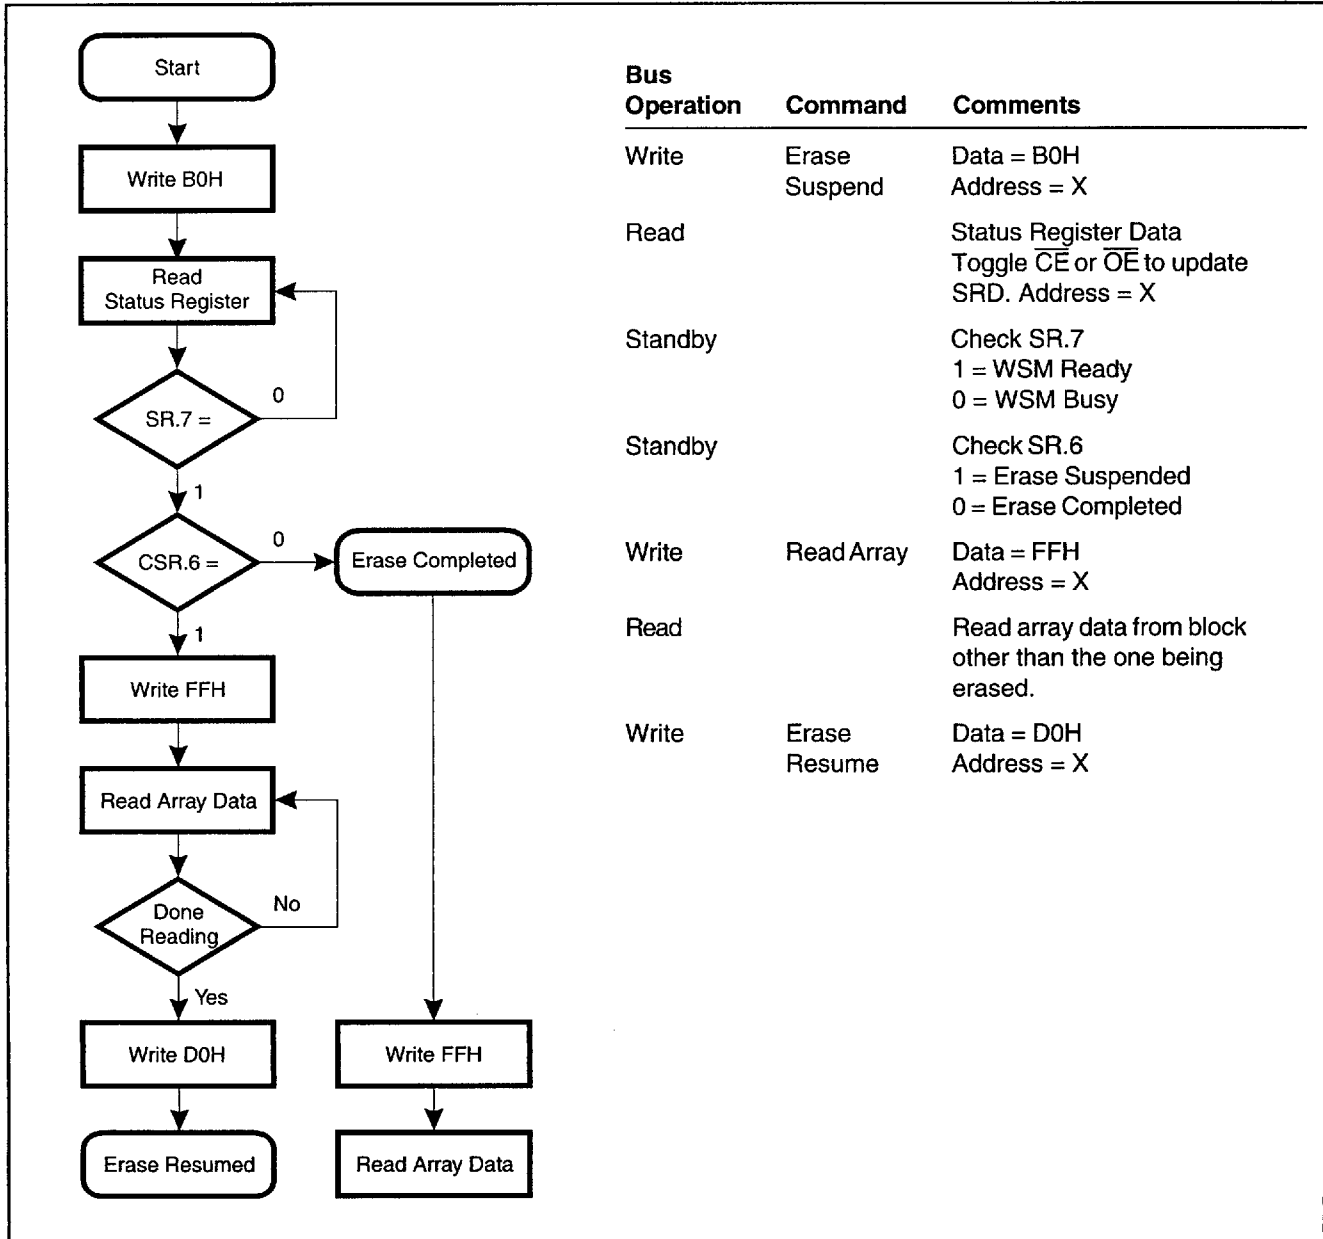 Start
Write B0H
Read
Status Register
SR.7 =
0
1
CSR.6 =
0
Erase Completed
1
Write FFH
Read Array Data
Done
Reading
No
Yes
Write D0H
Write FFH
Erase Resumed
Read Array Data
Bus
Operation Command Comments
Write Erase Data = B0H
Suspend Address = X
Read Status Register Data
Toggle C̅E̅ or O̅E̅ to update
SRD. Address = X
Standby Check SR.7
1 = WSM Ready
0 = WSM Busy
Standby Check SR.6
1 = Erase Suspended
0 = Erase Completed
Write Read Array Data = FFH
Address = X
Read Read array data from block
other than the one being
erased.
Write Erase Data = D0H
Resume Address = X